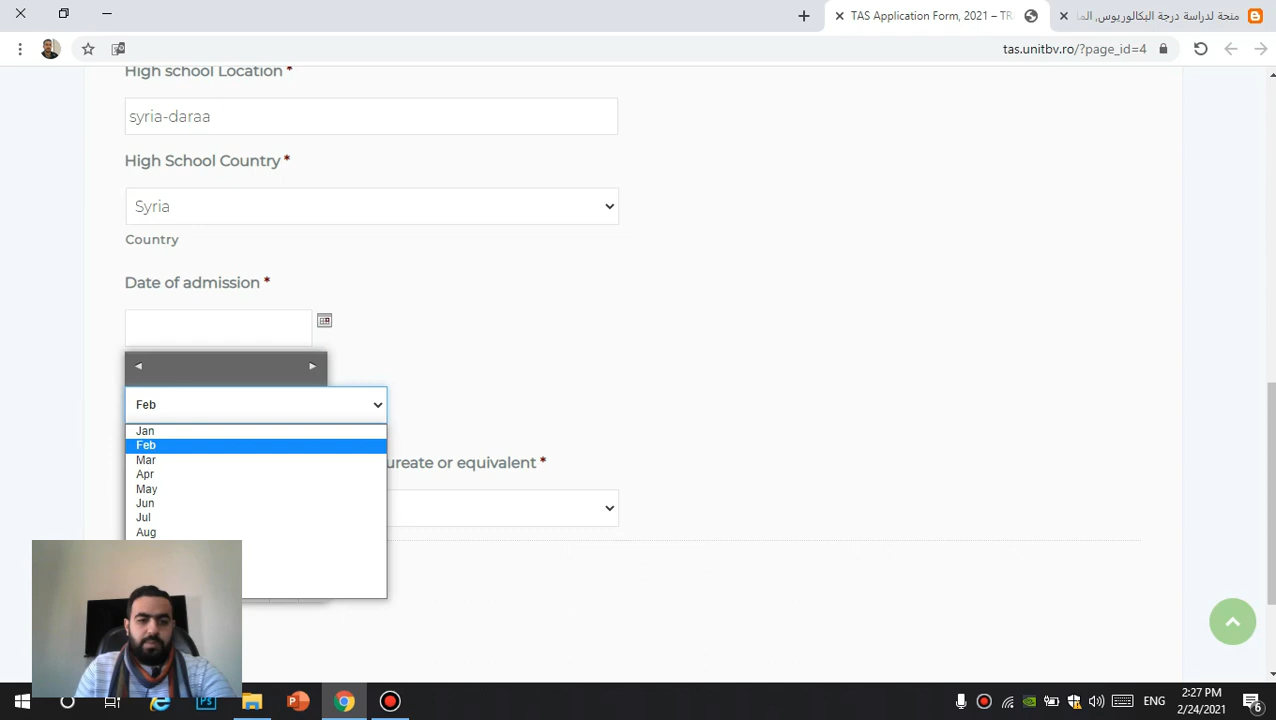 TAS Application Form, 2021 – TR
منحة لدراسة درجة البكالوريوس, الما
tas.unitbv.ro/?page_id=4
High school Location *
syria-daraa
High School Country *
Syria
Country
Date of admission *
Feb
Jan
Feb
Mar
Apr
May
Jun
Jul
Aug
ureate or equivalent *
ENG
2:27 PM
2/24/2021
6